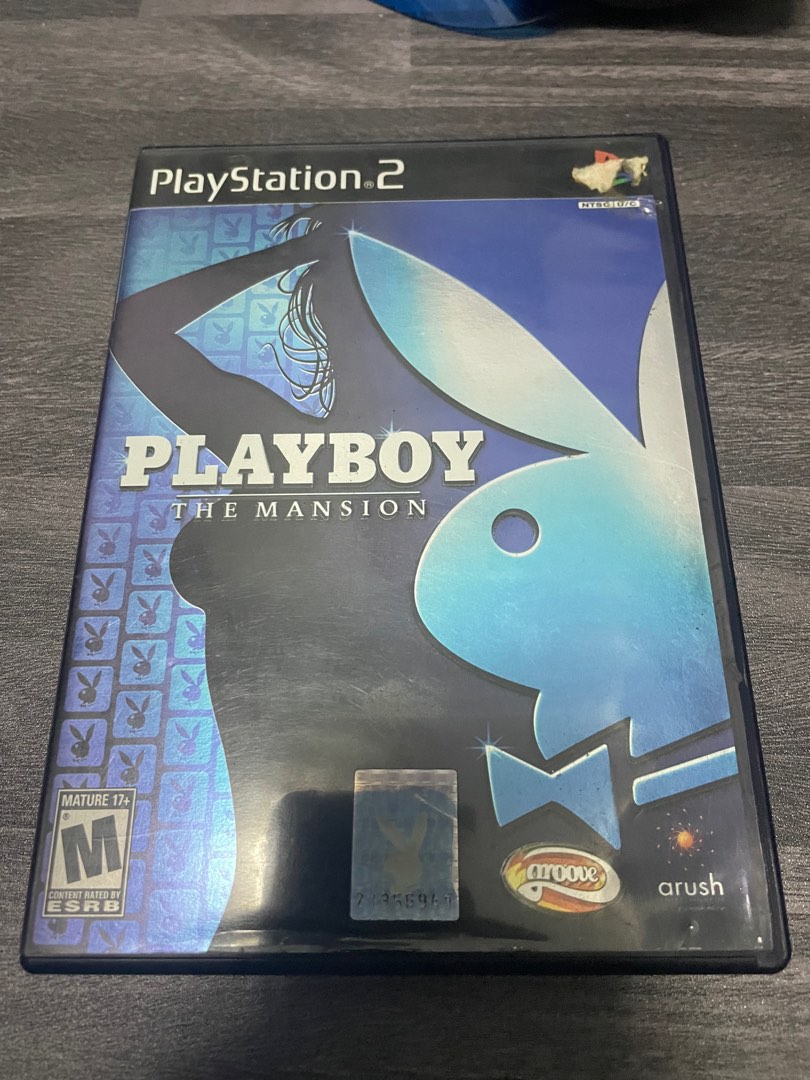 PlayStation®2
NTSC U/C
PLAYBOY
THE MANSION
MATURE 17+
M
®
CONTENT RATED BY
ESRB
groove
arush